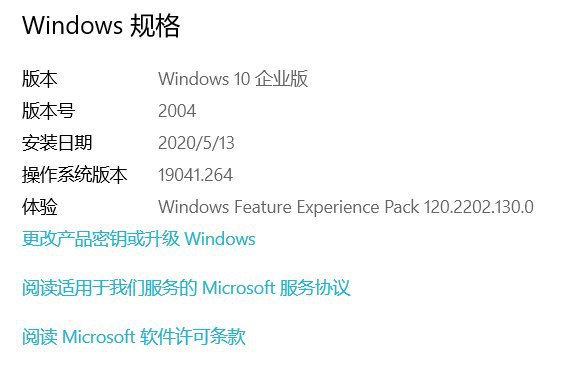 Windows 规格
版本 Windows 10 企业版
版本号 2004
安装日期 2020/5/13
操作系统版本 19041.264
体验 Windows Feature Experience Pack 120.2202.130.0
更改产品密钥或升级 Windows
阅读适用于我们服务的 Microsoft 服务协议
阅读 Microsoft 软件许可条款